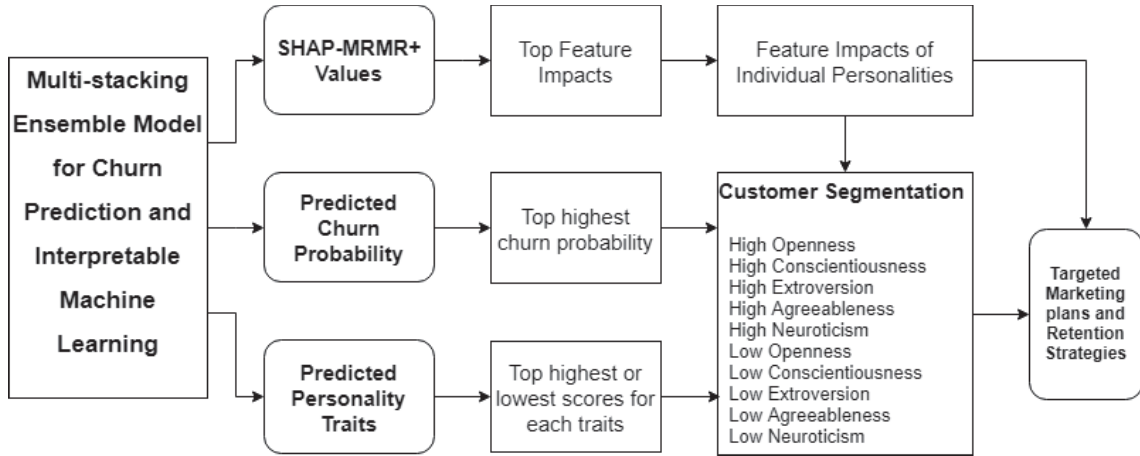 Multi-stacking
Ensemble Model
for Churn
Prediction and
Interpretable
Machine
Learning
SHAP-MRMR+
Values
Top Feature
Impacts
Feature Impacts of
Individual Personalities
Predicted
Churn
Probability
Top highest
churn probability
Customer Segmentation
High Openness
High Conscientiousness
High Extroversion
High Agreeableness
High Neuroticism
Low Openness
Low Conscientiousness
Low Extroversion
Low Agreeableness
Low Neuroticism
Predicted
Personality
Traits
Top highest or
lowest scores for
each traits
Targeted
Marketing
plans and
Retention
Strategies